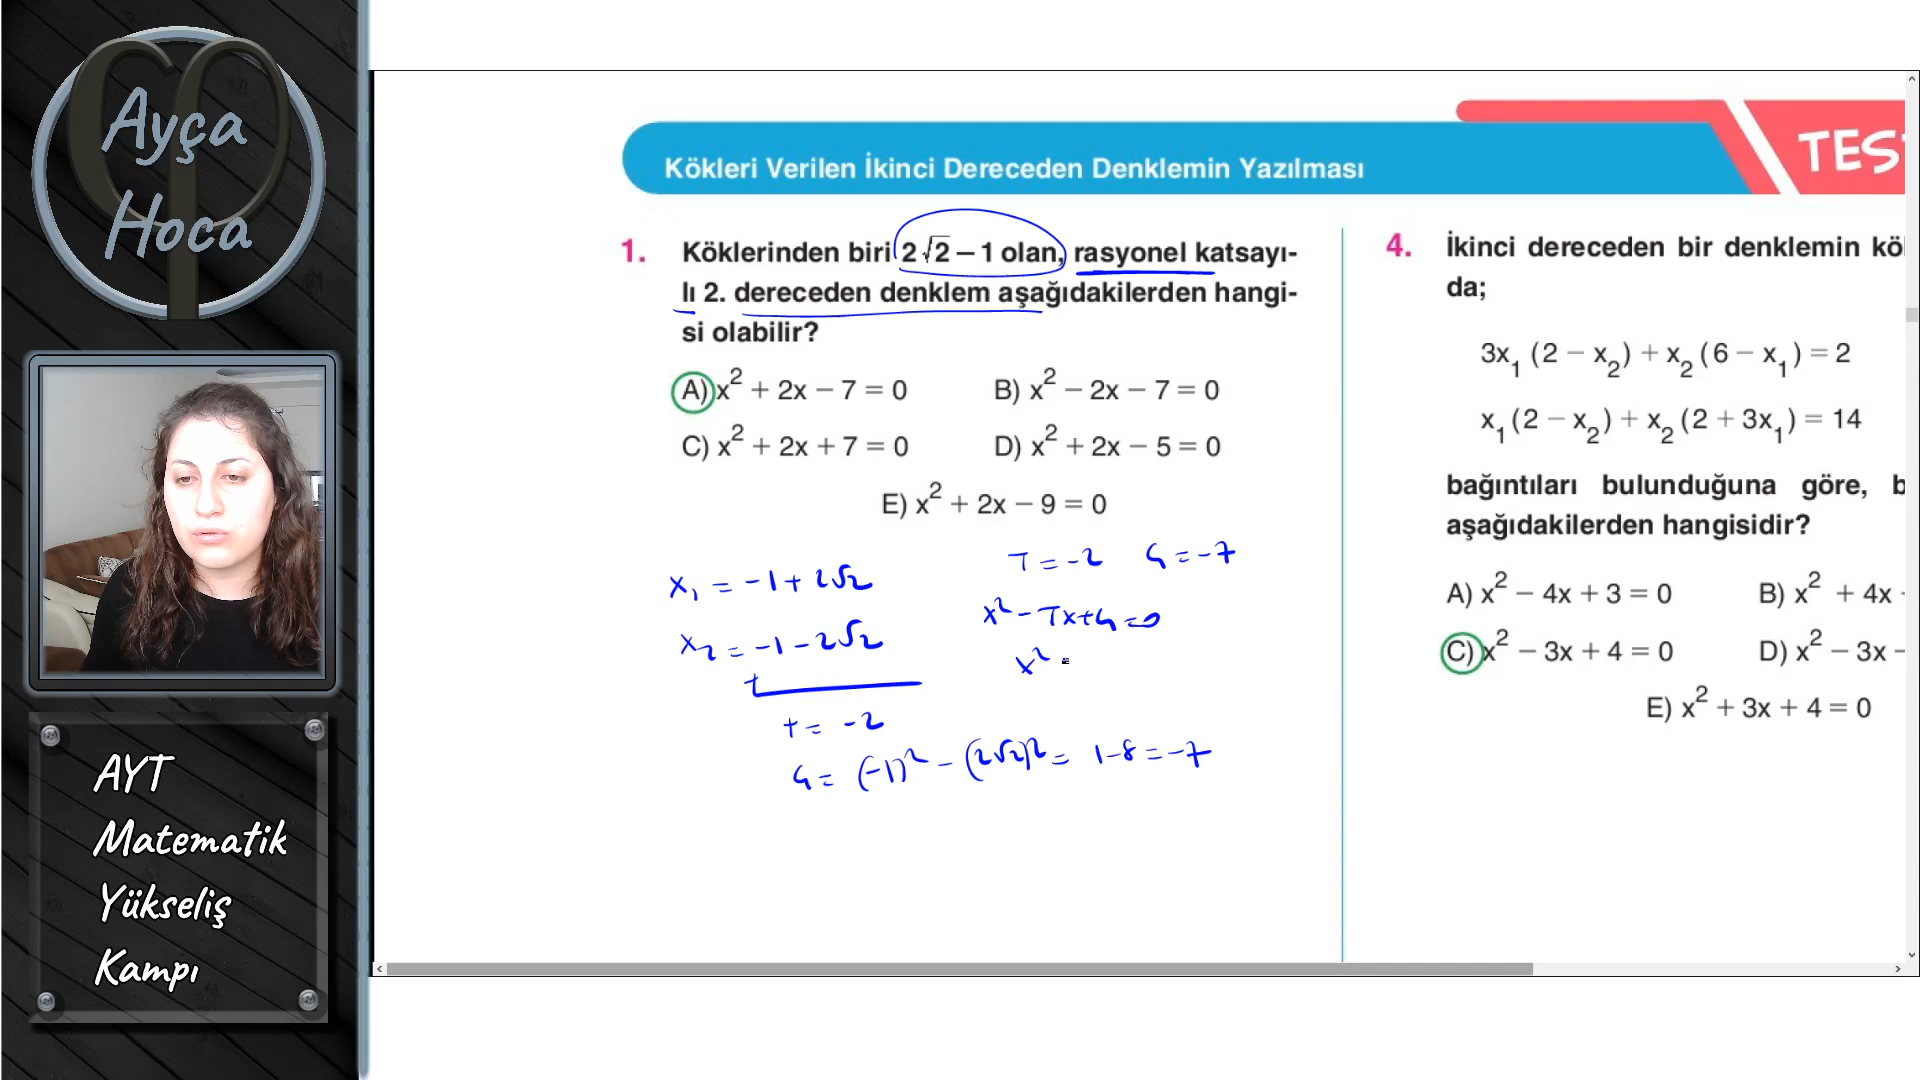 Ayça
Hoca
AYT
Matematik
Yükseliş
Kampı
Kökleri Verilen İkinci Dereceden Denklemin Yazılması
TES
1. Köklerinden biri 2√2 – 1 olan, rasyonel katsayı-
lı 2. dereceden denklem aşağıdakilerden hangi-
si olabilir?
A) x² + 2x – 7 = 0 B) x² – 2x – 7 = 0
C) x² + 2x + 7 = 0 D) x² + 2x – 5 = 0
E) x² + 2x – 9 = 0
x₁ = -1 + 2√2
x₂ = -1 - 2√2
+
T = -2
Ç = (-1)² - (2√2)² = 1-8 = -7
T = -2 Ç = -7
x² - Tx + Ç = 0
x²
4. İkinci dereceden bir denklemin kö
da;
3x₁ (2 – x₂) + x₂ (6 – x₁) = 2
x₁ (2 – x₂) + x₂ (2 + 3x₁) = 14
bağıntıları bulunduğuna göre, b
aşağıdakilerden hangisidir?
A) x² – 4x + 3 = 0 B) x² + 4x
C) x² – 3x + 4 = 0 D) x² – 3x –
E) x² + 3x + 4 = 0